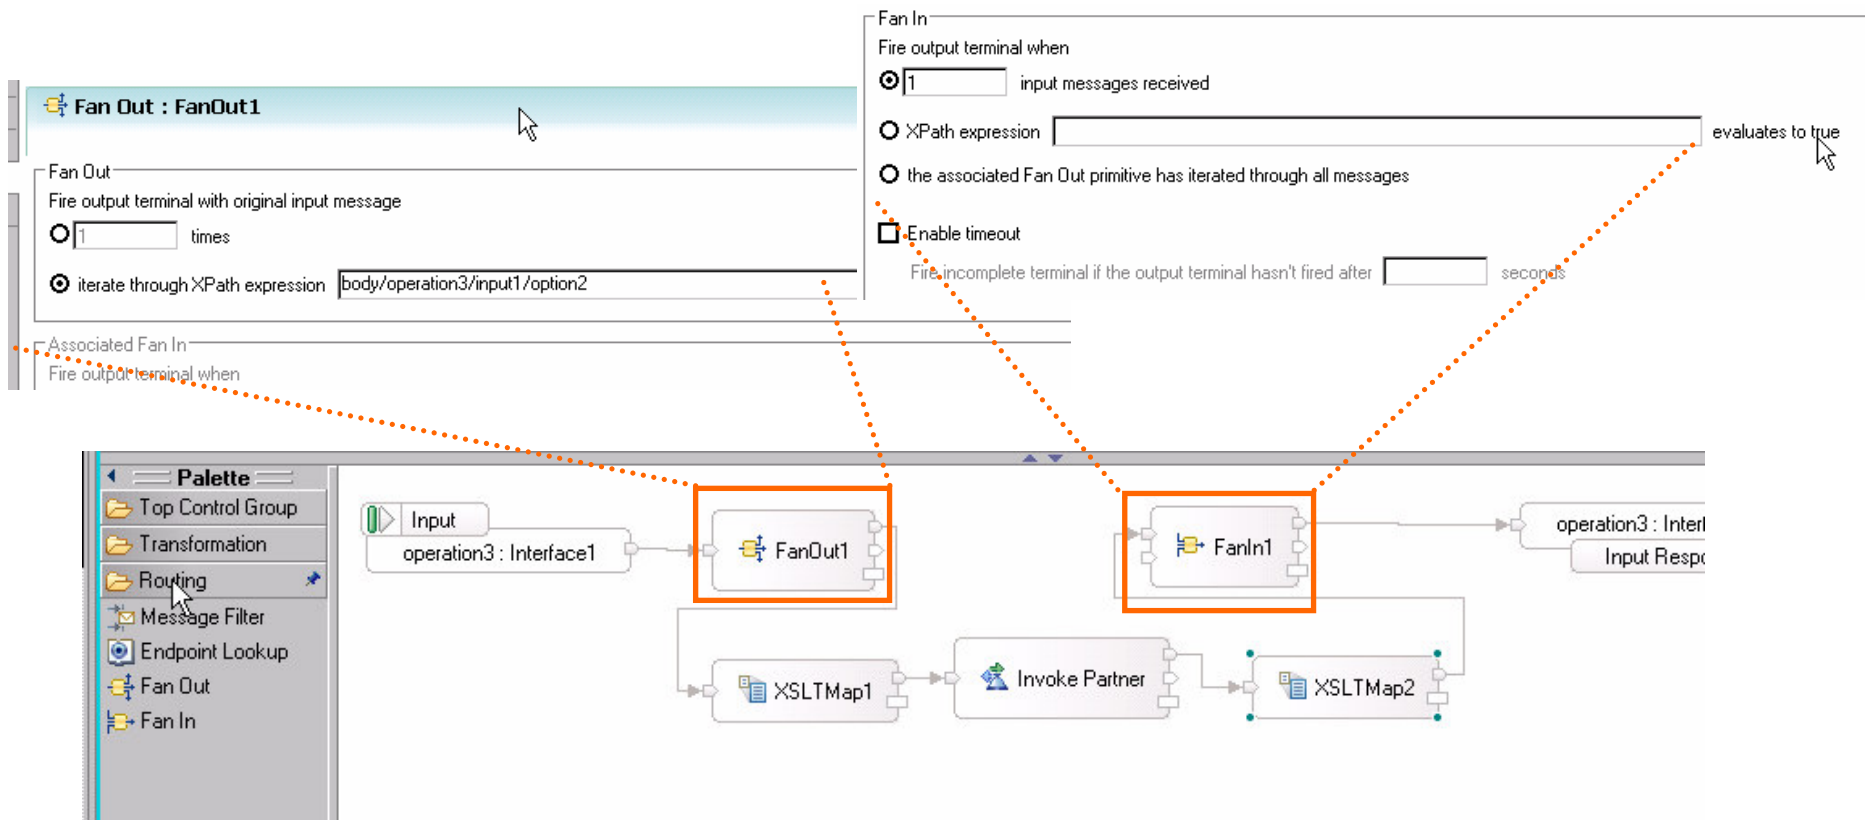 Fan In
Fire output terminal when
1 input messages received
XPath expression evaluates to true
the associated Fan Out primitive has iterated through all messages
Enable timeout
Fire incomplete terminal if the output terminal hasn't fired after seconds
Fan Out : FanOut1
Fan Out
Fire output terminal with original input message
1 times
iterate through XPath expression body/operation3/input1/option2
Associated Fan In
Fire output terminal when
Palette
Top Control Group
Transformation
Routing
Message Filter
Endpoint Lookup
Fan Out
Fan In
Input
operation3 : Interface1
FanOut1
XSLTMap1
Invoke Partner
XSLTMap2
FanIn1
operation3 : Interf
Input Respo